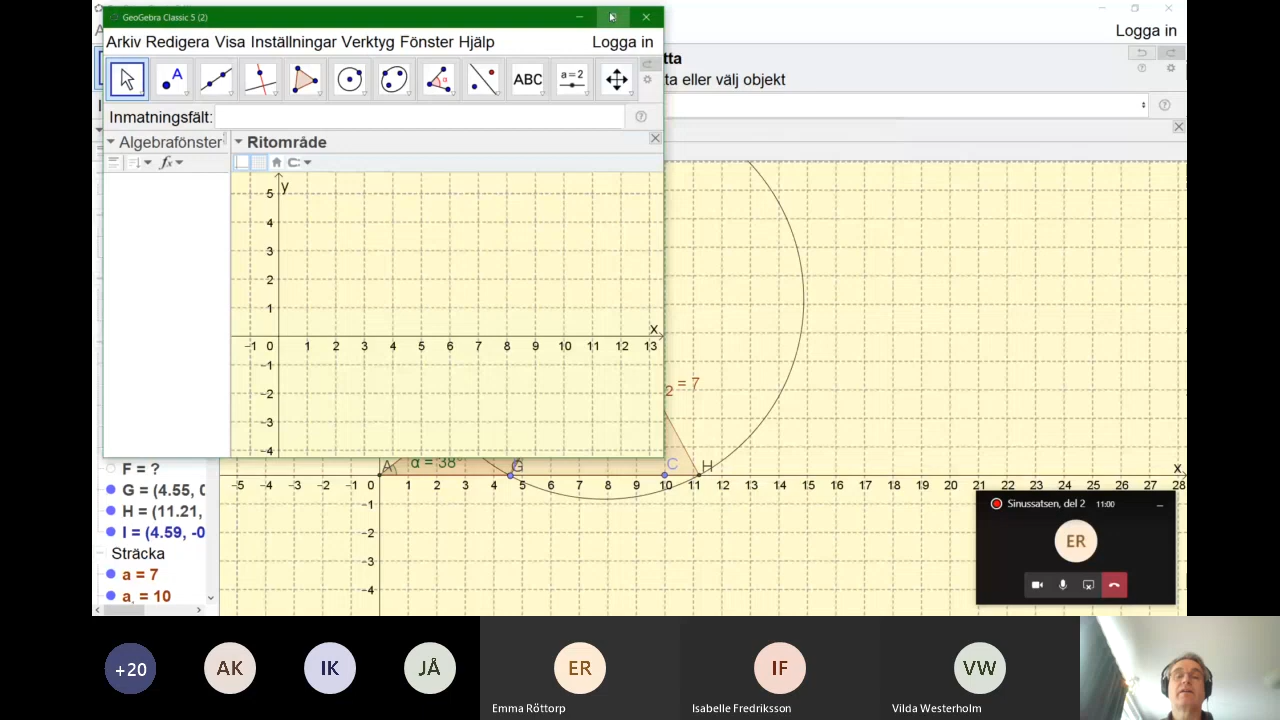 GeoGebra Classic 5 (2)
Logga in
Arkiv Redigera Visa Inställningar Verktyg Fönster Hjälp
Logga in
tta
ta eller välj objekt
A
ABC
a=2
Inmatningsfält:
Algebrafönster
Ritområde
fx
y
5
4
3
2
1
x
-1 0 1 2 3 4 5 6 7 8 9 10 11 12 13
-1
-2
-3
-4
2 = 7
A
α = 38°
G
C
H
x
-5 -4 -3 -2 -1 0 1 2 3 4 5 6 7 8 9 10 11 12 13 14 15 16 17 18 19 20 21 22 23 24 25 26 27 28
-1
-2
-3
-4
F = ?
G = (4.55, 0
H = (11.21,
I = (4.59, -0
Sträcka
a = 7
a, = 10
Sinussatsen, del 2 11:00
ER
+20
AK
IK
JÅ
ER
IF
VW
Emma Röttorp
Isabelle Fredriksson
Vilda Westerholm